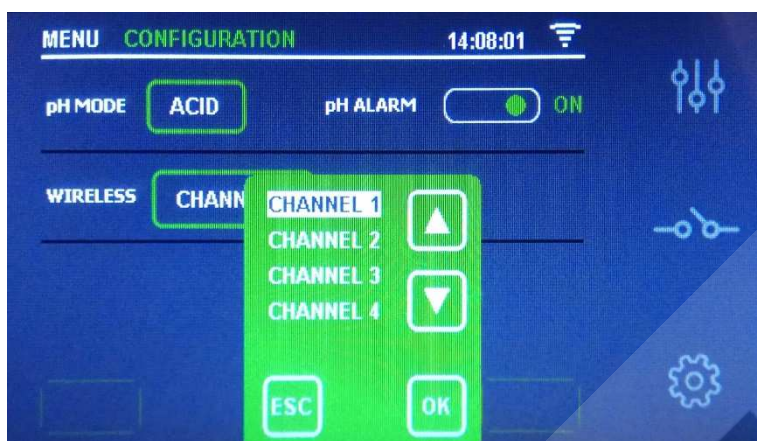 MENU CONFIGURATION 14:08:01
pH MODE ACID pH ALARM ON
WIRELESS CHANN
CHANNEL 1
CHANNEL 2
CHANNEL 3
CHANNEL 4
ESC OK